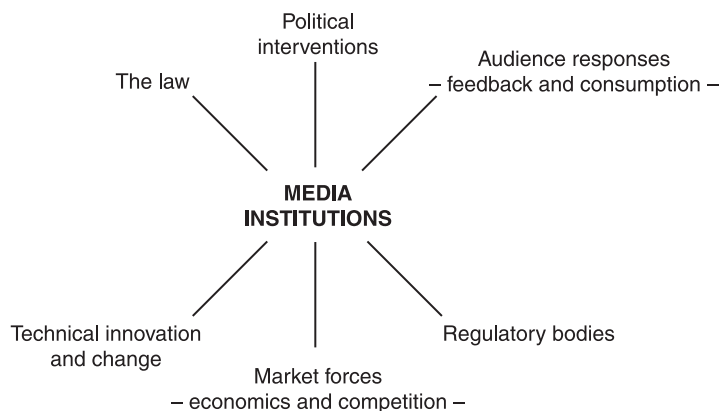 Political
interventions
The law
Audience responses
– feedback and consumption –
MEDIA
INSTITUTIONS
Technical innovation
and change
Regulatory bodies
Market forces
– economics and competition –